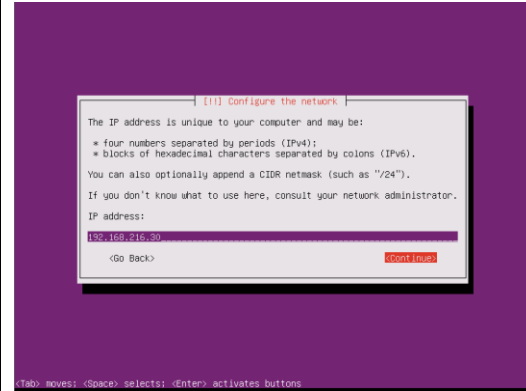 [!!] Configure the network
The IP address is unique to your computer and may be:
* four numbers separated by periods (IPv4);
* blocks of hexadecimal characters separated by colons (IPv6).
You can also optionally append a CIDR netmask (such as "/24").
If you don't know what to use here, consult your network administrator.
IP address:
192.168.216.30
<Go Back> <Continue>
<Tab> moves; <Space> selects; <Enter> activates buttons